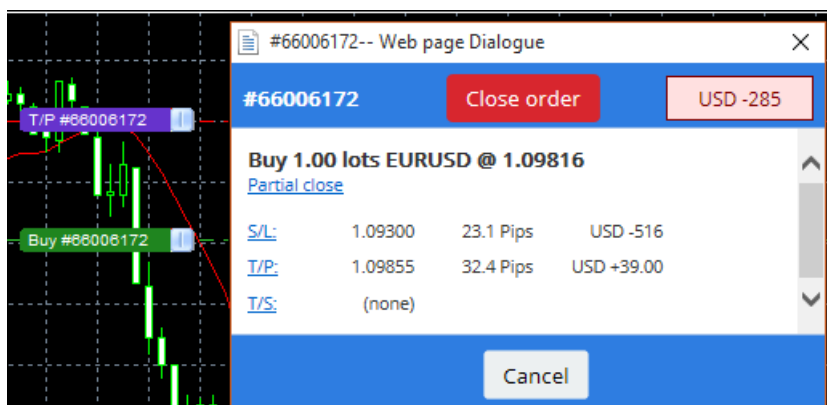 #66006172-- Web page Dialogue
#66006172 Close order USD -285
T/P #66006172
Buy 1.00 lots EURUSD @ 1.09816
Partial close
Buy #66006172
S/L: 1.09300 23.1 Pips USD -516
T/P: 1.09855 32.4 Pips USD +39.00
T/S: (none)
Cancel